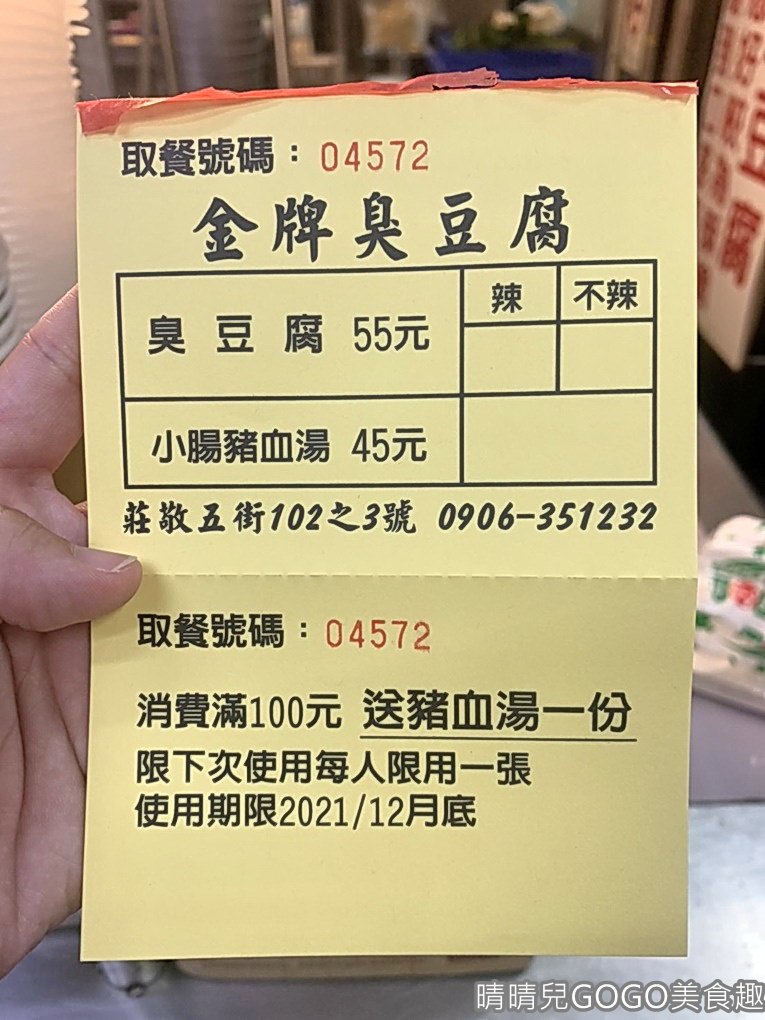 取餐號碼：04572
金牌臭豆腐
臭豆腐 55元
辣 不辣
小腸豬血湯 45元
莊敬五街102之3號 0906-351232
取餐號碼：04572
消費滿100元 送豬血湯一份
限下次使用每人限用一張
使用期限2021/12月底
豆腐
晴晴兒GOGO美食趣